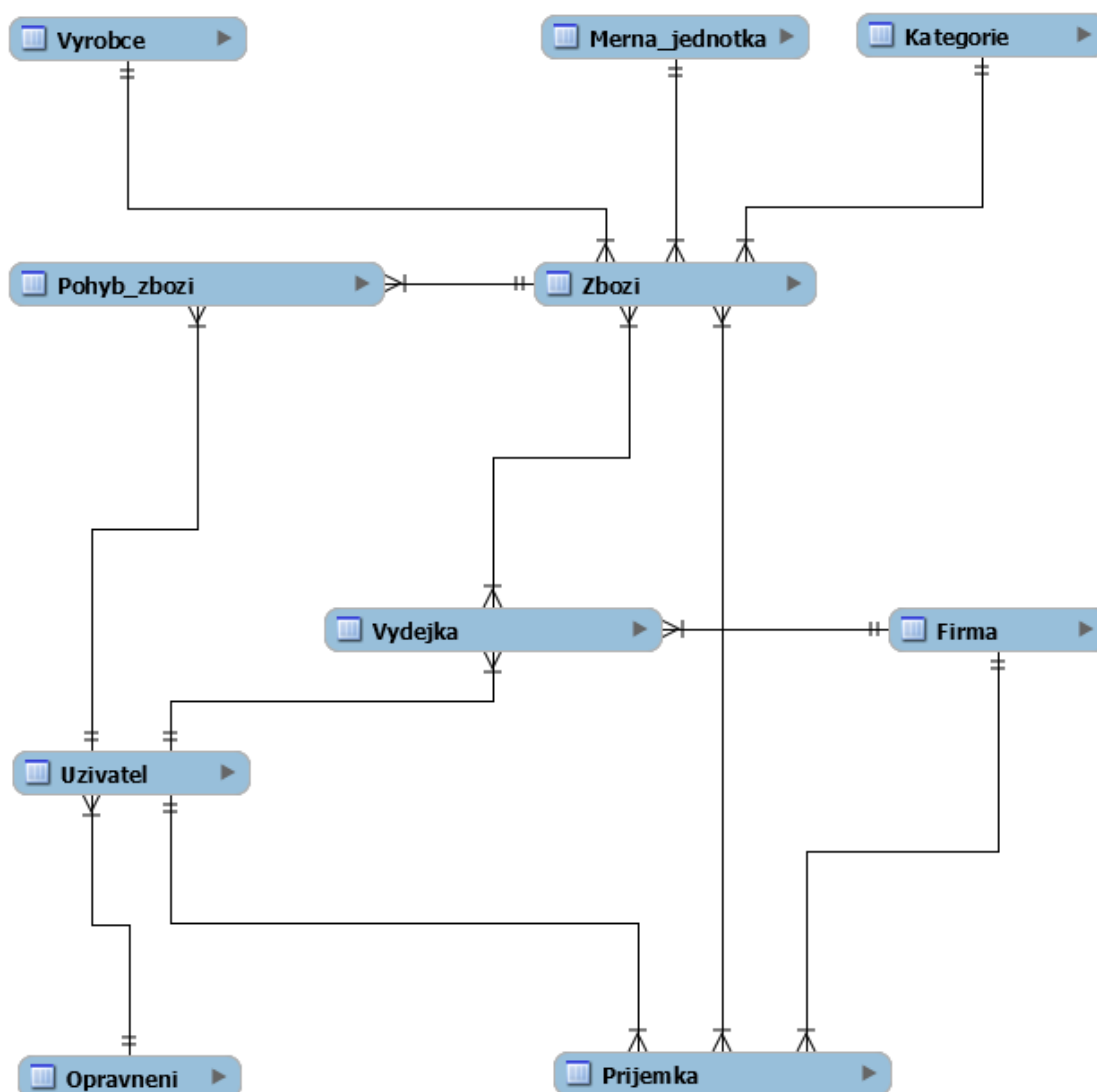 Vyrobce
Merna_jednotka
Kategorie
Pohyb_zbozi
Zbozi
Vydejka
Firma
Uzivatel
Opravneni
Prijemka